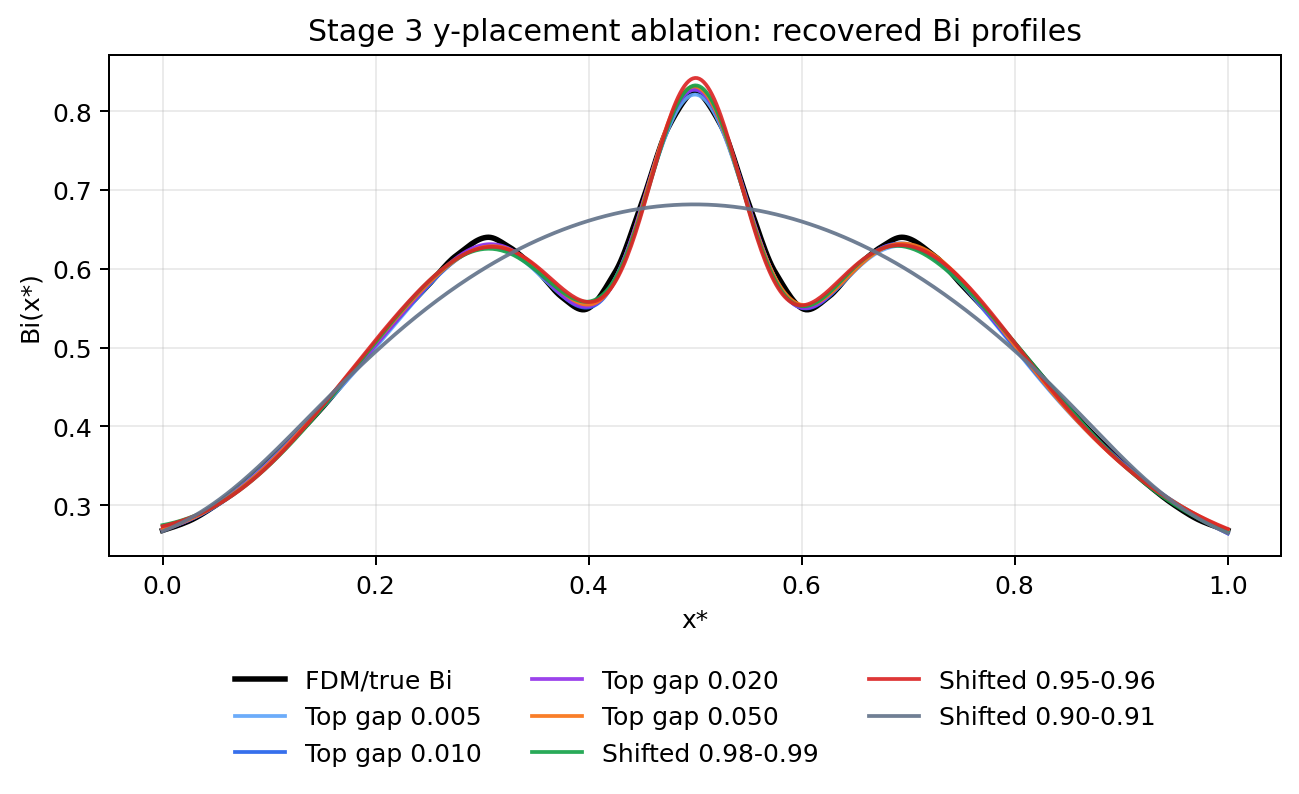 Stage 3 y-placement ablation: recovered Bi profiles
Bi(x*)
0.8
0.7
0.6
0.5
0.4
0.3
0.0 0.2 0.4 0.6 0.8 1.0
x*
FDM/true Bi
Top gap 0.005
Top gap 0.010
Top gap 0.020
Top gap 0.050
Shifted 0.98-0.99
Shifted 0.95-0.96
Shifted 0.90-0.91